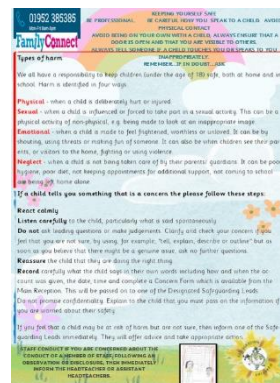 01952 385385
FamilyConnect
KEEPING YOURSELF SAFE
BE PROFESSIONAL, BE CAREFUL HOW YOU SPEAK TO A CHILD AVOID
PHYSICAL CONTACT
AVOID BEING ON YOUR OWN WITH A CHILD, ALWAYS ENSURE THAT A
DOOR IS OPEN AND THAT YOU ARE VISIBLE TO OTHERS.
ALWAYS TELL SOMEONE IF A CHILD TOUCHES YOU OR SPEAKS TO YOU
INAPPROPRIATELY.
REMEMBER, IF IN DOUBT, ASK
Types of harm
We all have a responsibility to keep children (under the age of 18) safe, both at home and in
school. Harm is identified in four ways.
Physical - when a child is deliberately hurt or injured.
Sexual - when a child is influenced or forced to take part in a sexual activity. This can be a
physical activity of non-physical, e.g. being made to look at an inappropriate image.
Emotional - when a child is made to feel frightened, worthless or unloved. It can be by
shouting, using threats or making fun of someone. It can also be when children see their par-
ents, or visitors to the home, fighting or using violence.
Neglect - when a child is not being taken care of by their parents/ guardians. It can be poor
hygiene, poor diet, not keeping appointments for additional support, not coming to school
and being left home alone.
If a child tells you something that is a concern the please follow these steps:
React calmly
Listen carefully to the child, particularly what is said spontaneously.
Do not ask leading questions or make judgements. Clarify and check your concern if you
feel that you are not sure, by using, for example, "tell, explain, describe or outline" but as
soon as you believe that there might be a genuine issue, ask no further questions.
Reassure the child that they are doing the right thing.
Record carefully what the child says in their own words including how and when the ac-
count was given, the date, time and complete a Concern Form which is available from the
Main Reception. This will be passed on to one of the Designated Safeguarding Leads.
Do not promise confidentiality. Explain to the child that you must pass on the information if
you are worried about their safety.
If you feel that a child may be at risk of harm but are not sure, then inform one of the Safe-
guarding Leads immediately. They will offer advice and take appropriate action.
STAFF CONDUCT IF YOU ARE CONCERNED ABOUT THE
CONDUCT OF A MEMBER OF STAFF, FOLLOWING AN
OBSERVATION OR DISCLOSURE, THEN IMMEDIATELY
INFORM THE HEADTEACHER OR ASSISTANT
HEADTEACHERS.